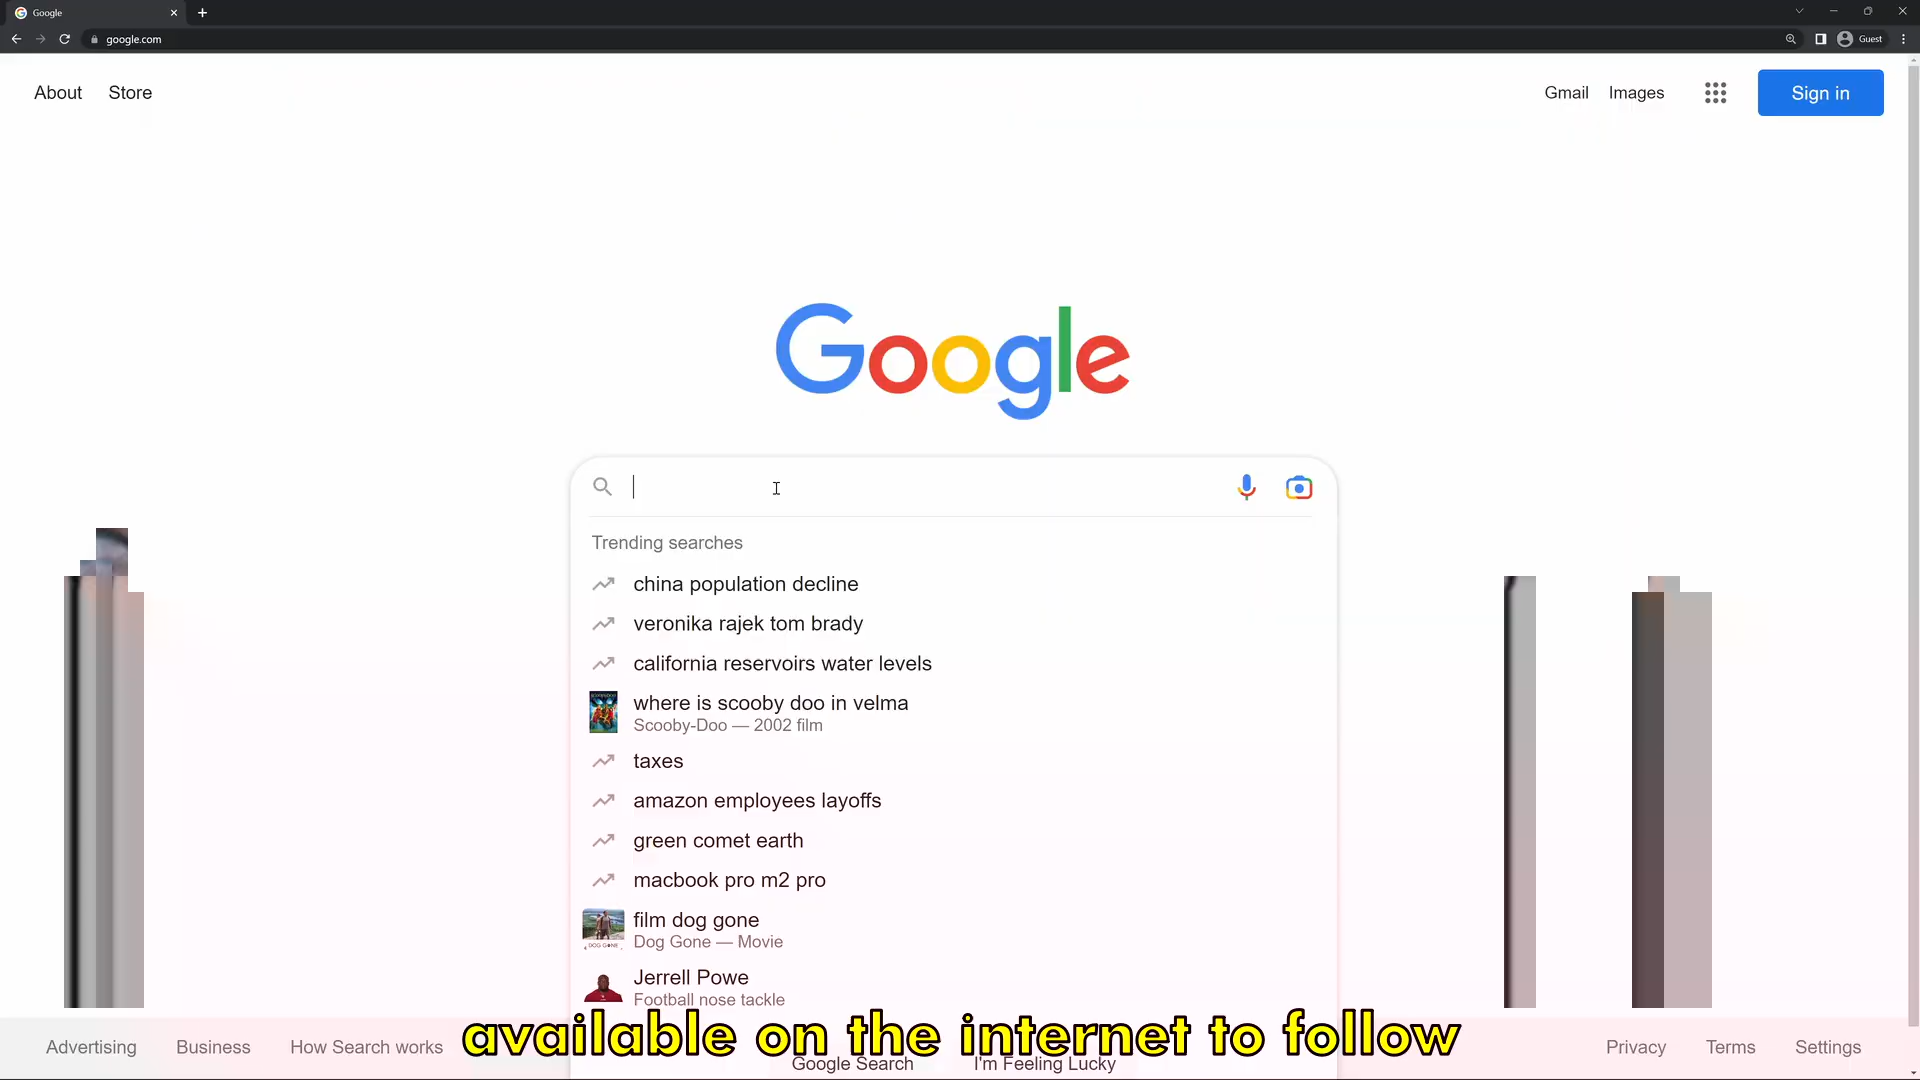 Google
google.com
Guest
About Store
Gmail Images
Sign in
Google
Trending searches
china population decline
veronika rajek tom brady
california reservoirs water levels
where is scooby doo in velma
Scooby-Doo — 2002 film
taxes
amazon employees layoffs
green comet earth
macbook pro m2 pro
film dog gone
DOG GONE
Dog Gone — Movie
Jerrell Powe
Football nose tackle
available on the internet to follow
Advertising Business How Search works
Privacy Terms Settings
Google Search I'm Feeling Lucky